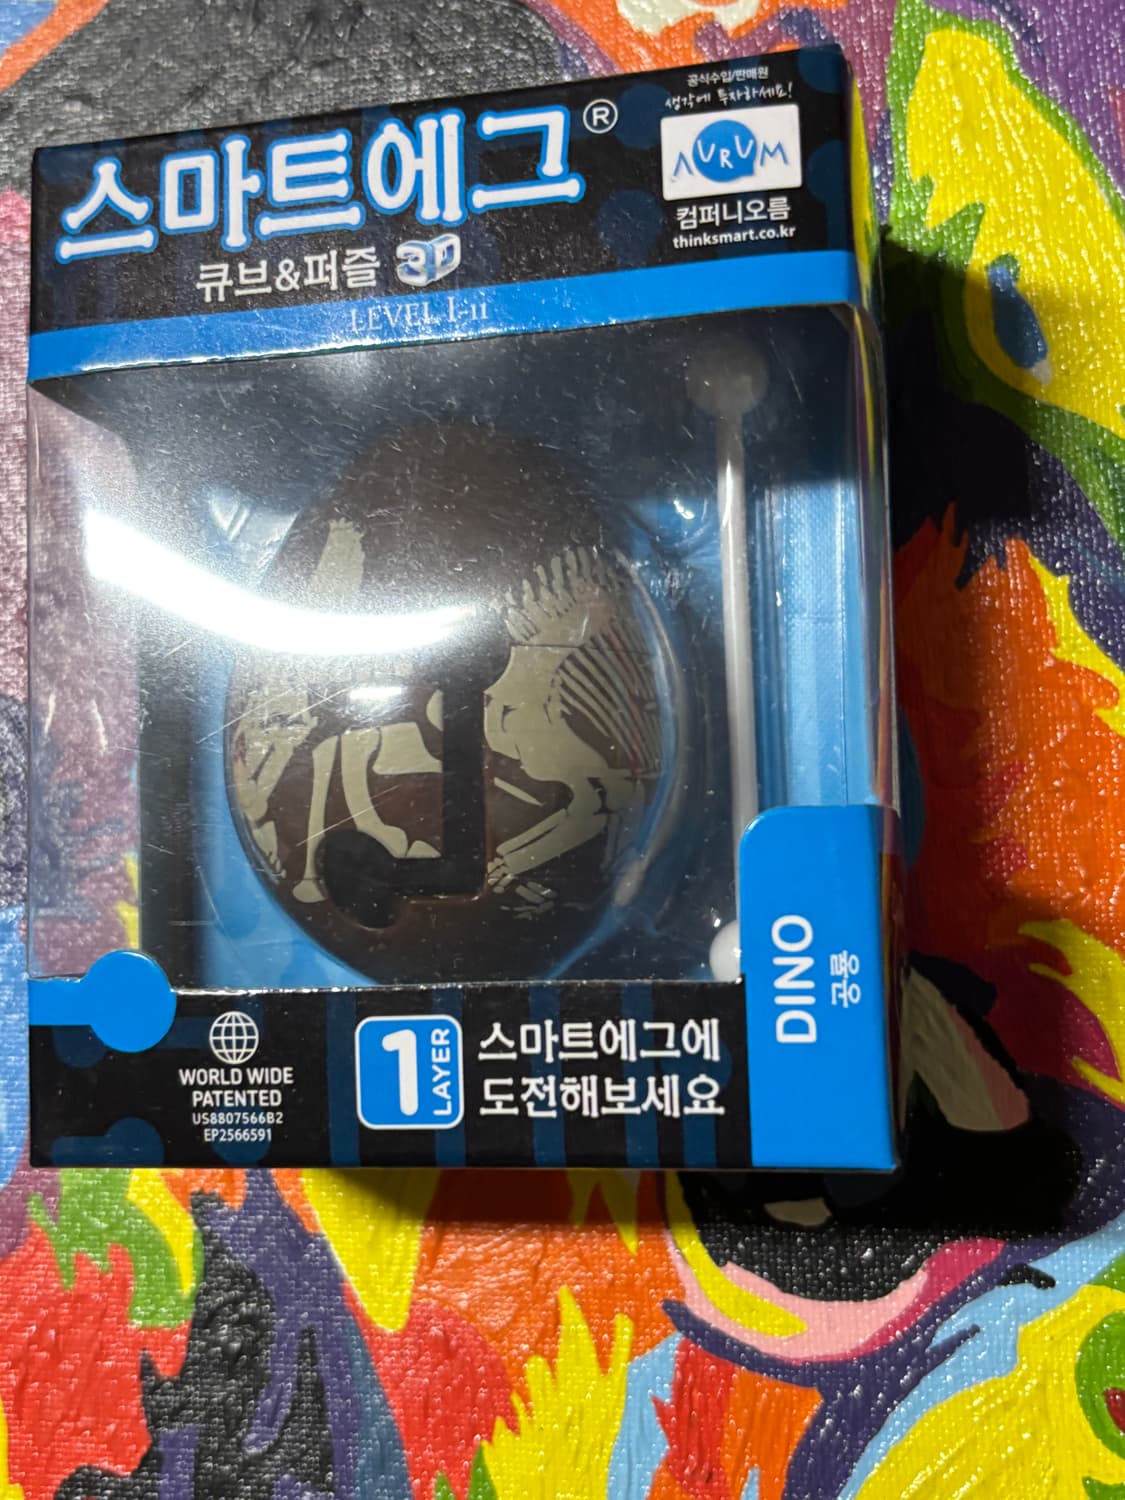 공식수입/판매원
생각에 투자하세요!
AURUM
컴퍼니오름
thinksmart.co.kr
스마트에그®
큐브&퍼즐 3D
LEVEL I-ii
WORLD WIDE
PATENTED
US8807566B2
EP2566591
1 LAYER
스마트에그에
도전해보세요
DINO
공룡